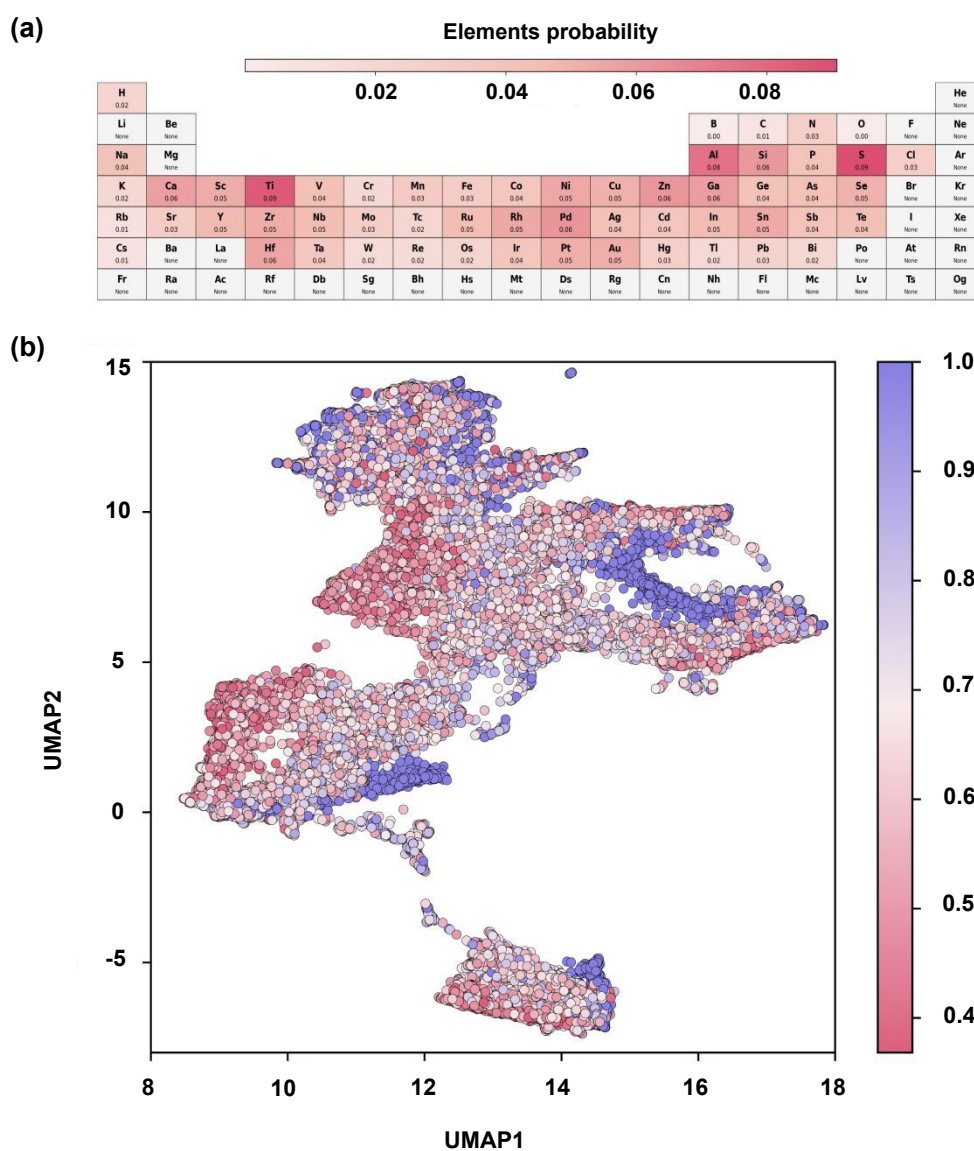 (a)
Elements probability
0.02 0.04 0.06 0.08
H He
0.02 None
Li Be B C N O F Ne
None None 0.00 0.01 0.03 0.00 None None
Na Mg Al Si P S Cl Ar
0.04 None 0.08 0.06 0.04 0.09 0.03 None
K Ca Sc Ti V Cr Mn Fe Co Ni Cu Zn Ga Ge As Se Br Kr
0.02 0.06 0.05 0.09 0.04 0.02 0.03 0.03 0.04 0.05 0.05 0.06 0.06 0.04 0.04 0.05 None None
Rb Sr Y Zr Nb Mo Tc Ru Rh Pd Ag Cd In Sn Sb Te I Xe
0.01 0.03 0.05 0.05 0.05 0.03 0.02 0.05 0.05 0.06 0.04 0.04 0.05 0.05 0.04 0.04 None None
Cs Ba La Hf Ta W Re Os Ir Pt Au Hg Tl Pb Bi Po At Rn
0.01 None None 0.06 0.04 0.02 0.02 0.02 0.04 0.05 0.05 0.03 0.02 0.03 0.02 None None None
Fr Ra Ac Rf Db Sg Bh Hs Mt Ds Rg Cn Nh Fl Mc Lv Ts Og
None None None None None None None None None None None None None None None None None None
(b)
15
10
5
0
-5
UMAP2
8 10 12 14 16 18
UMAP1
1.0
0.9
0.8
0.7
0.6
0.5
0.4